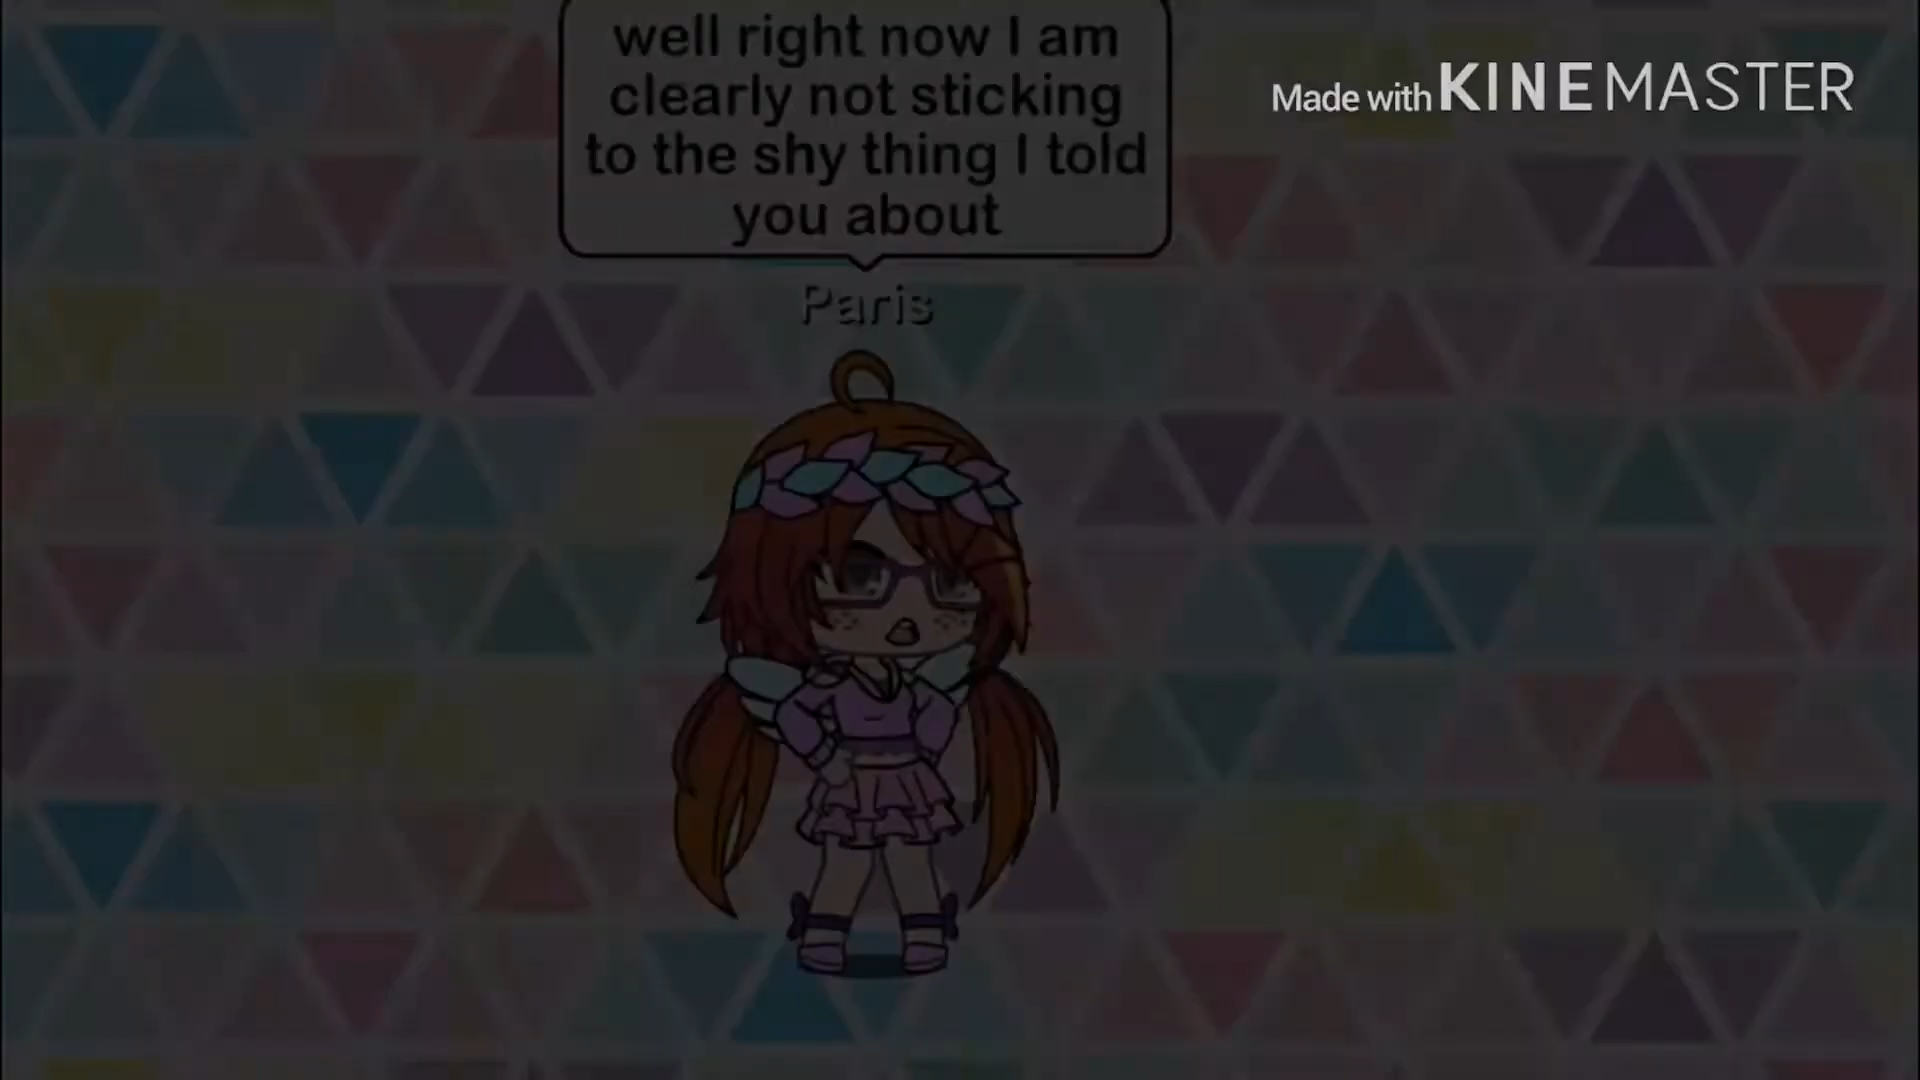 well right now I am
clearly not sticking
to the shy thing I told
you about
Made with KINEMASTER
Paris